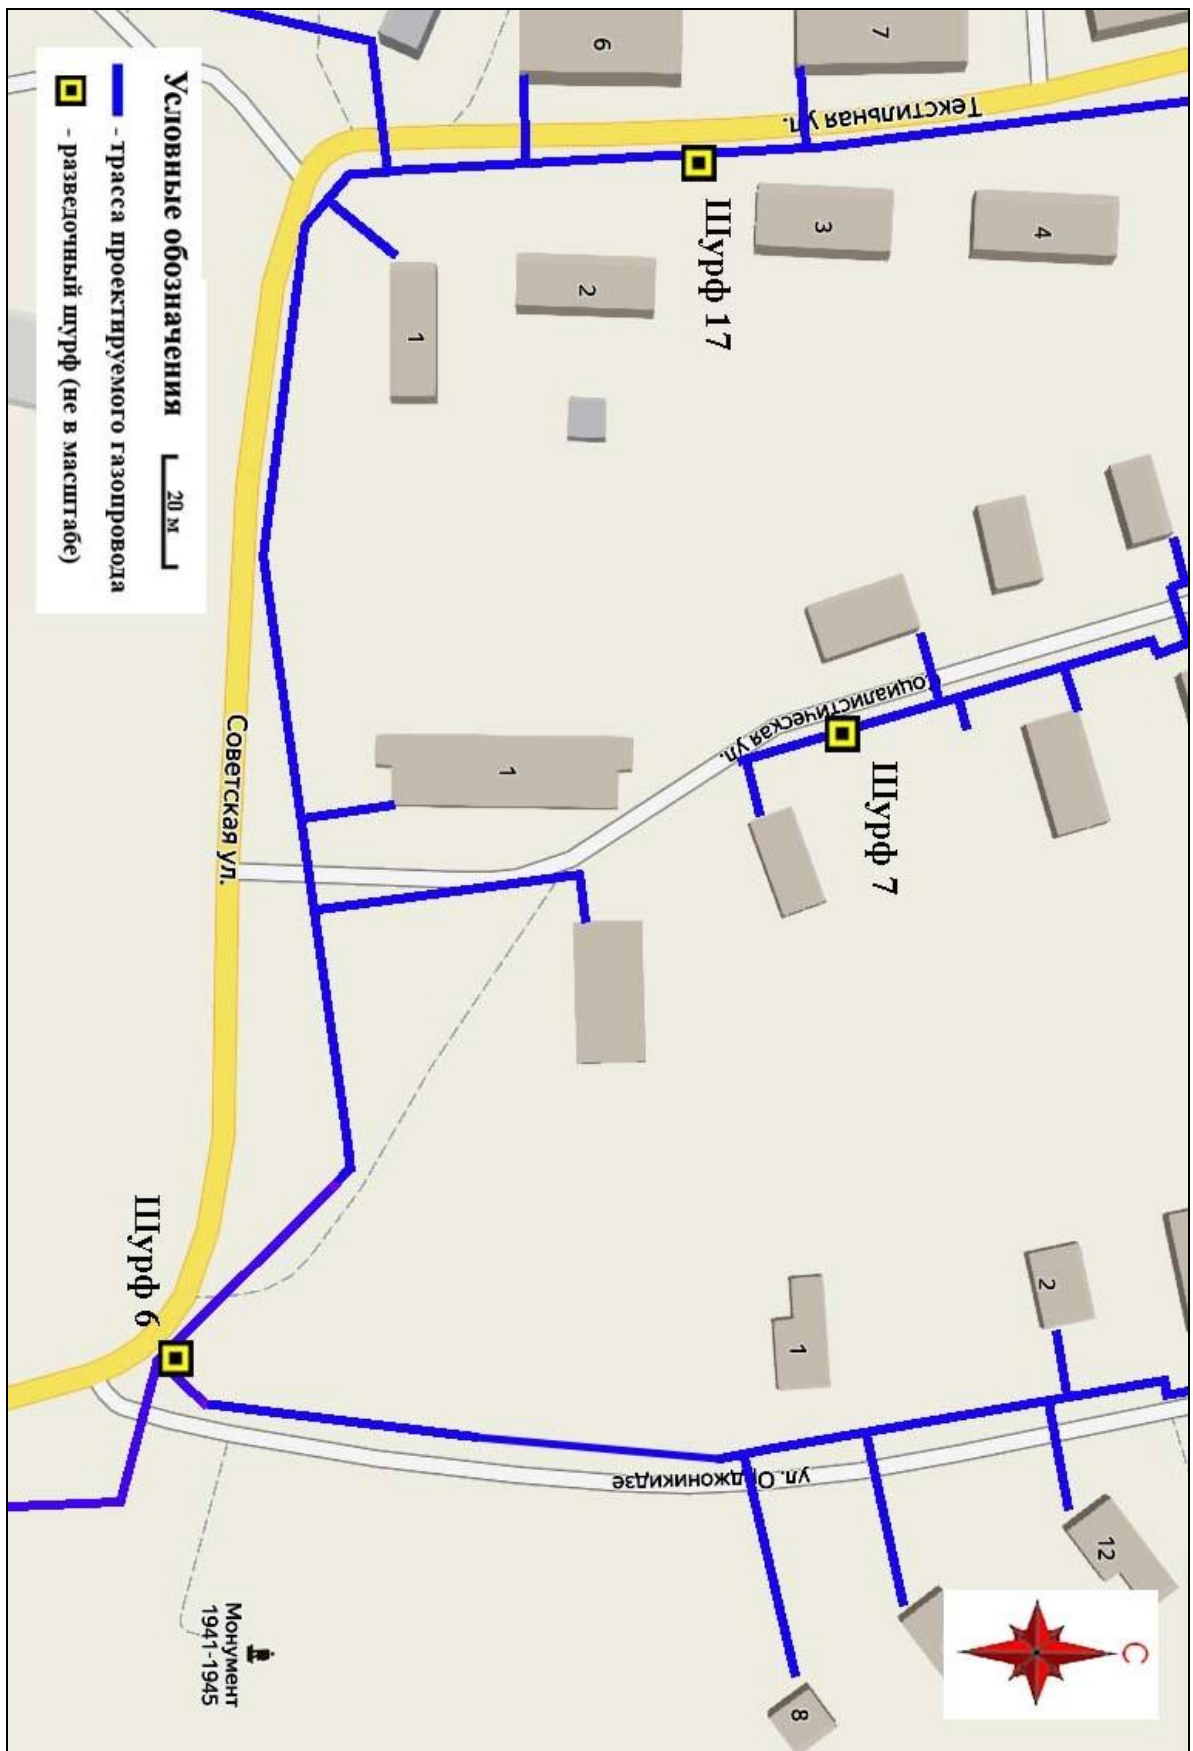 Условные обозначения
20 м
- трасса проектируемого газопровода
- разведочный шурф (не в масштабе)
6
7
Текстильная ул.
Шурф 17
3
4
2
1
Социалистическая ул.
Шурф 7
1
Советская ул.
Шурф 6
1
2
ул. Орджоникидзе
12
8
Монумент
1941-1945
С